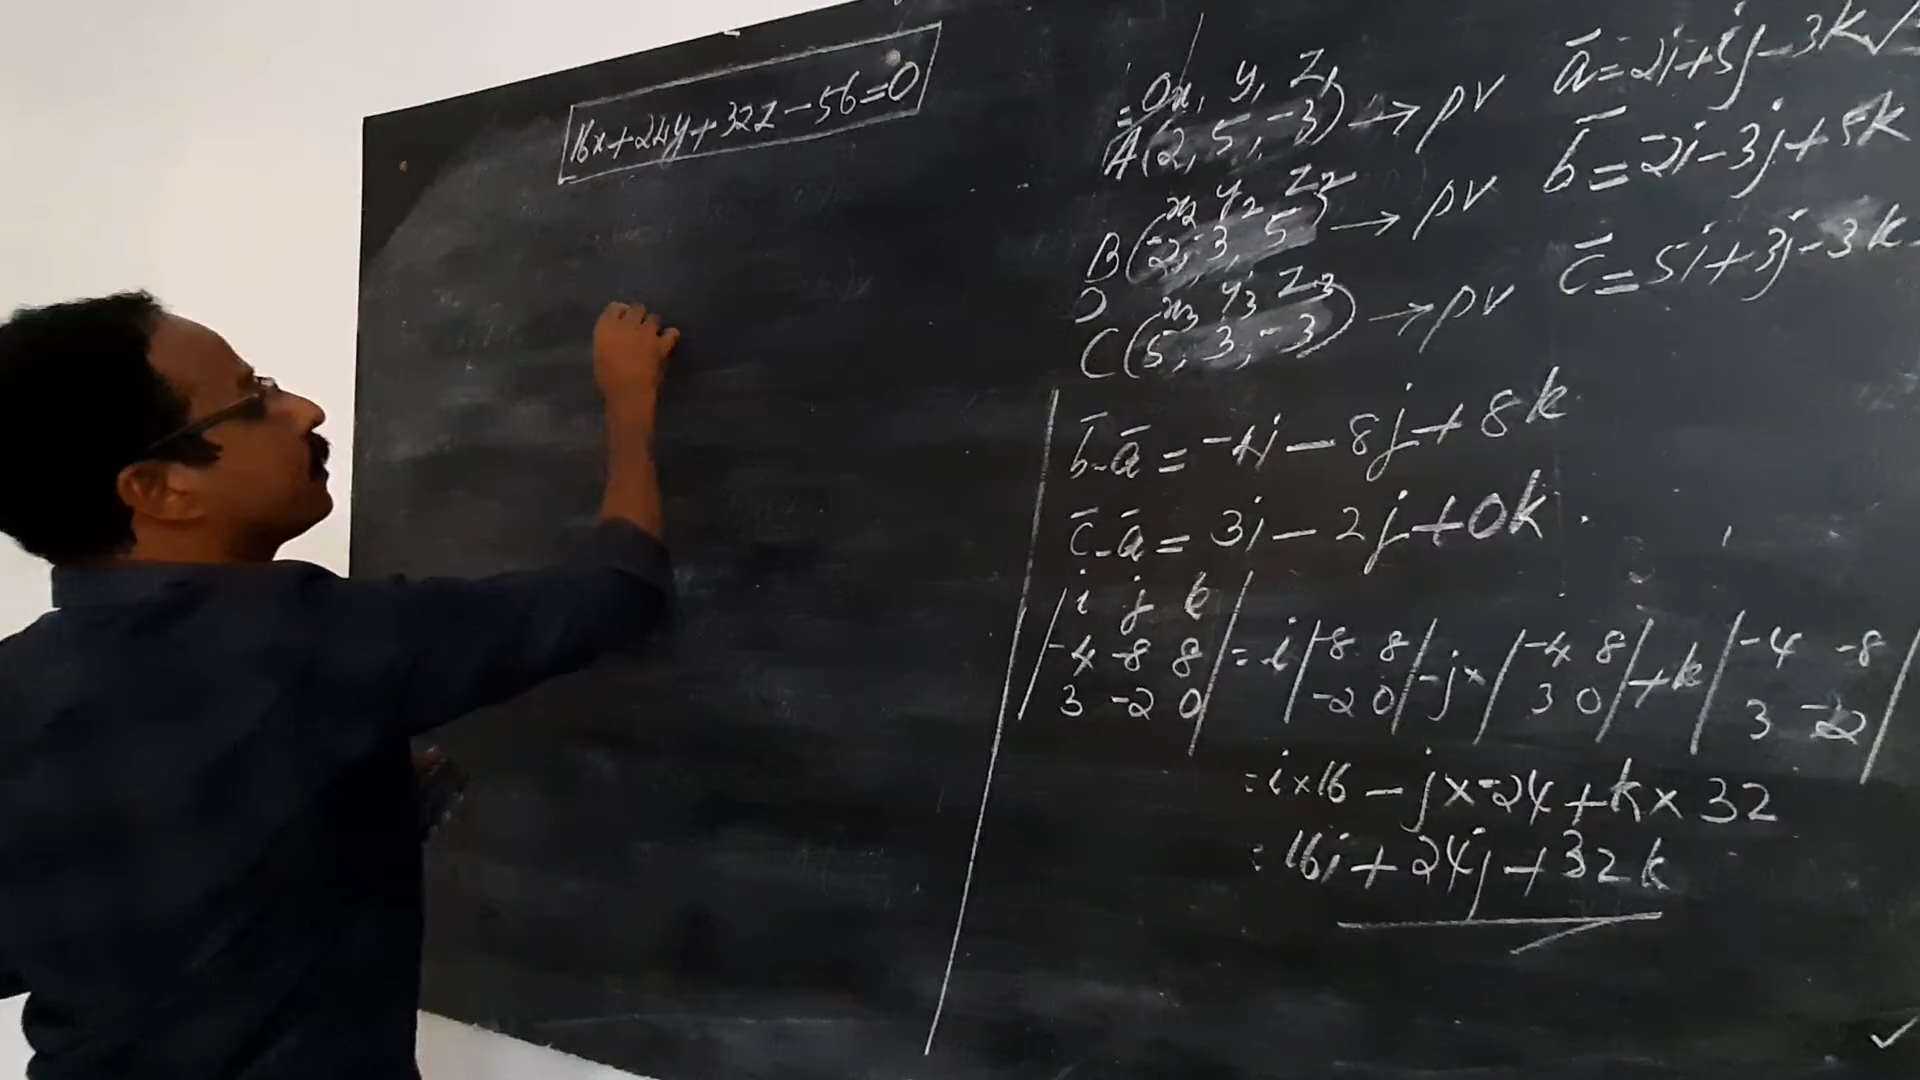 16x+24y+32z-56=0
= 0x, y, z,
A(2, 5, -3) → pv a̅ = 2i+5j-3k
x₂ y₂ z₂
B(-2,-3, 5) → pv b̅ = -2i-3j+5k
x₃ y₃ z₃
C(5, 3, -3) → pv c̅ = 5i+3j-3k
b̅-a̅ = -4i-8j+8k
c̅-a̅ = 3i-2j+0k.
| i j k |
| -4 -8 8 | = i | -8 8 | -j× | -4 8 | +k | -4 -8 |
| 3 -2 0 | | -2 0 | | 3 0 | | 3 -2 |
= i×16 - j×-24 + k×32
= 16i+24j+32k